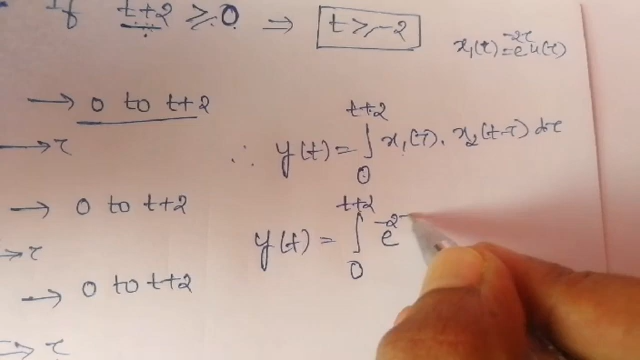 If t+2 ≥ 0 ⇒ t ≥ -2
x₁(τ) = e^-2τ u(τ)
→ 0 to t+2
→ τ
∴ y(t) = ∫₀^t+2 x₁(τ). x₂(t-τ) dτ
→ 0 to t+2
y(t) = ∫₀^t+2 e^-2
→ τ
→ 0 to t+2
→ τ